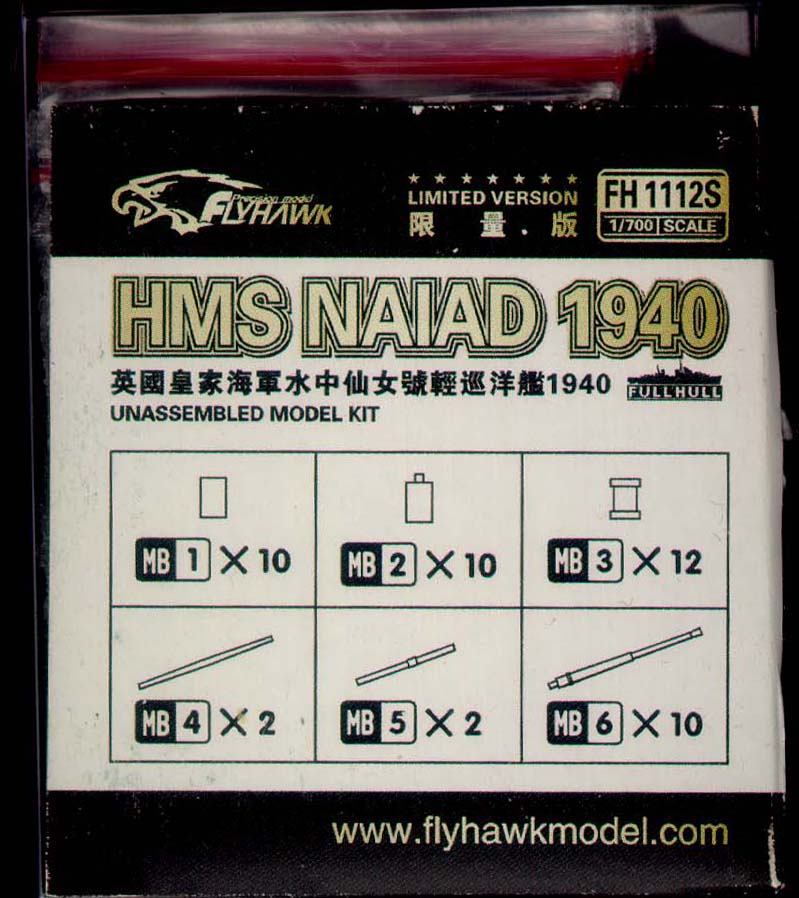 Precision model
FLYHAWK
LIMITED VERSION
限 量 . 版
FH 1112S
1/700 SCALE
HMS NAIAD 1940
英國皇家海軍水中仙女號輕巡洋艦1940
FULL HULL
UNASSEMBLED MODEL KIT
MB 1 × 10
MB 2 × 10
MB 3 × 12
MB 4 × 2
MB 5 × 2
MB 6 × 10
www.flyhawkmodel.com